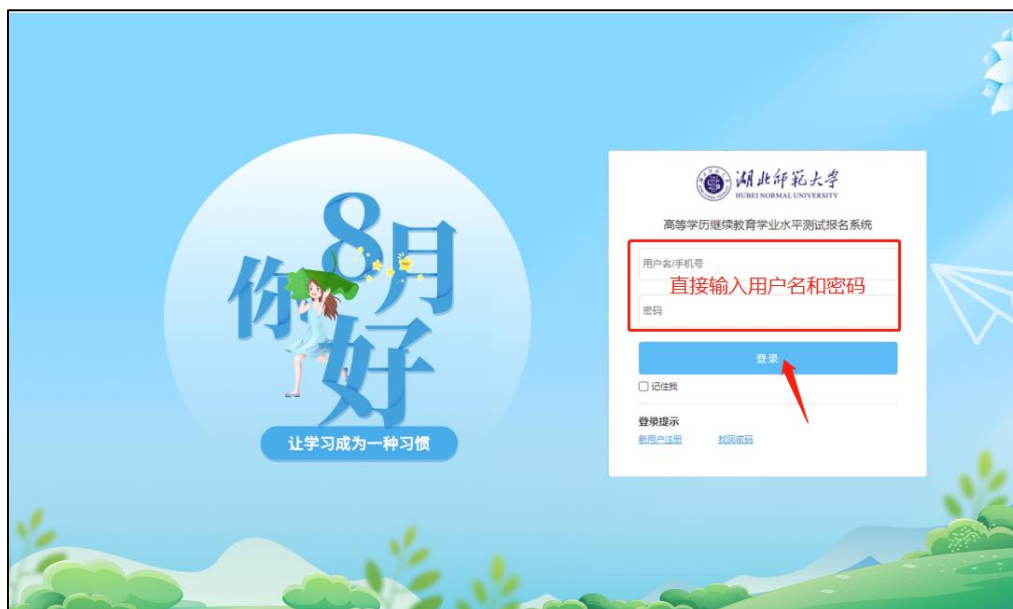 8月
你好
让学习成为一种习惯
湖北师范大学
HUBEI NORMAL UNIVERSITY
高等学历继续教育学业水平测试报名系统
用户名/手机号
直接输入用户名和密码
密码
登录
记住我
登录提示
新用户注册 找回密码